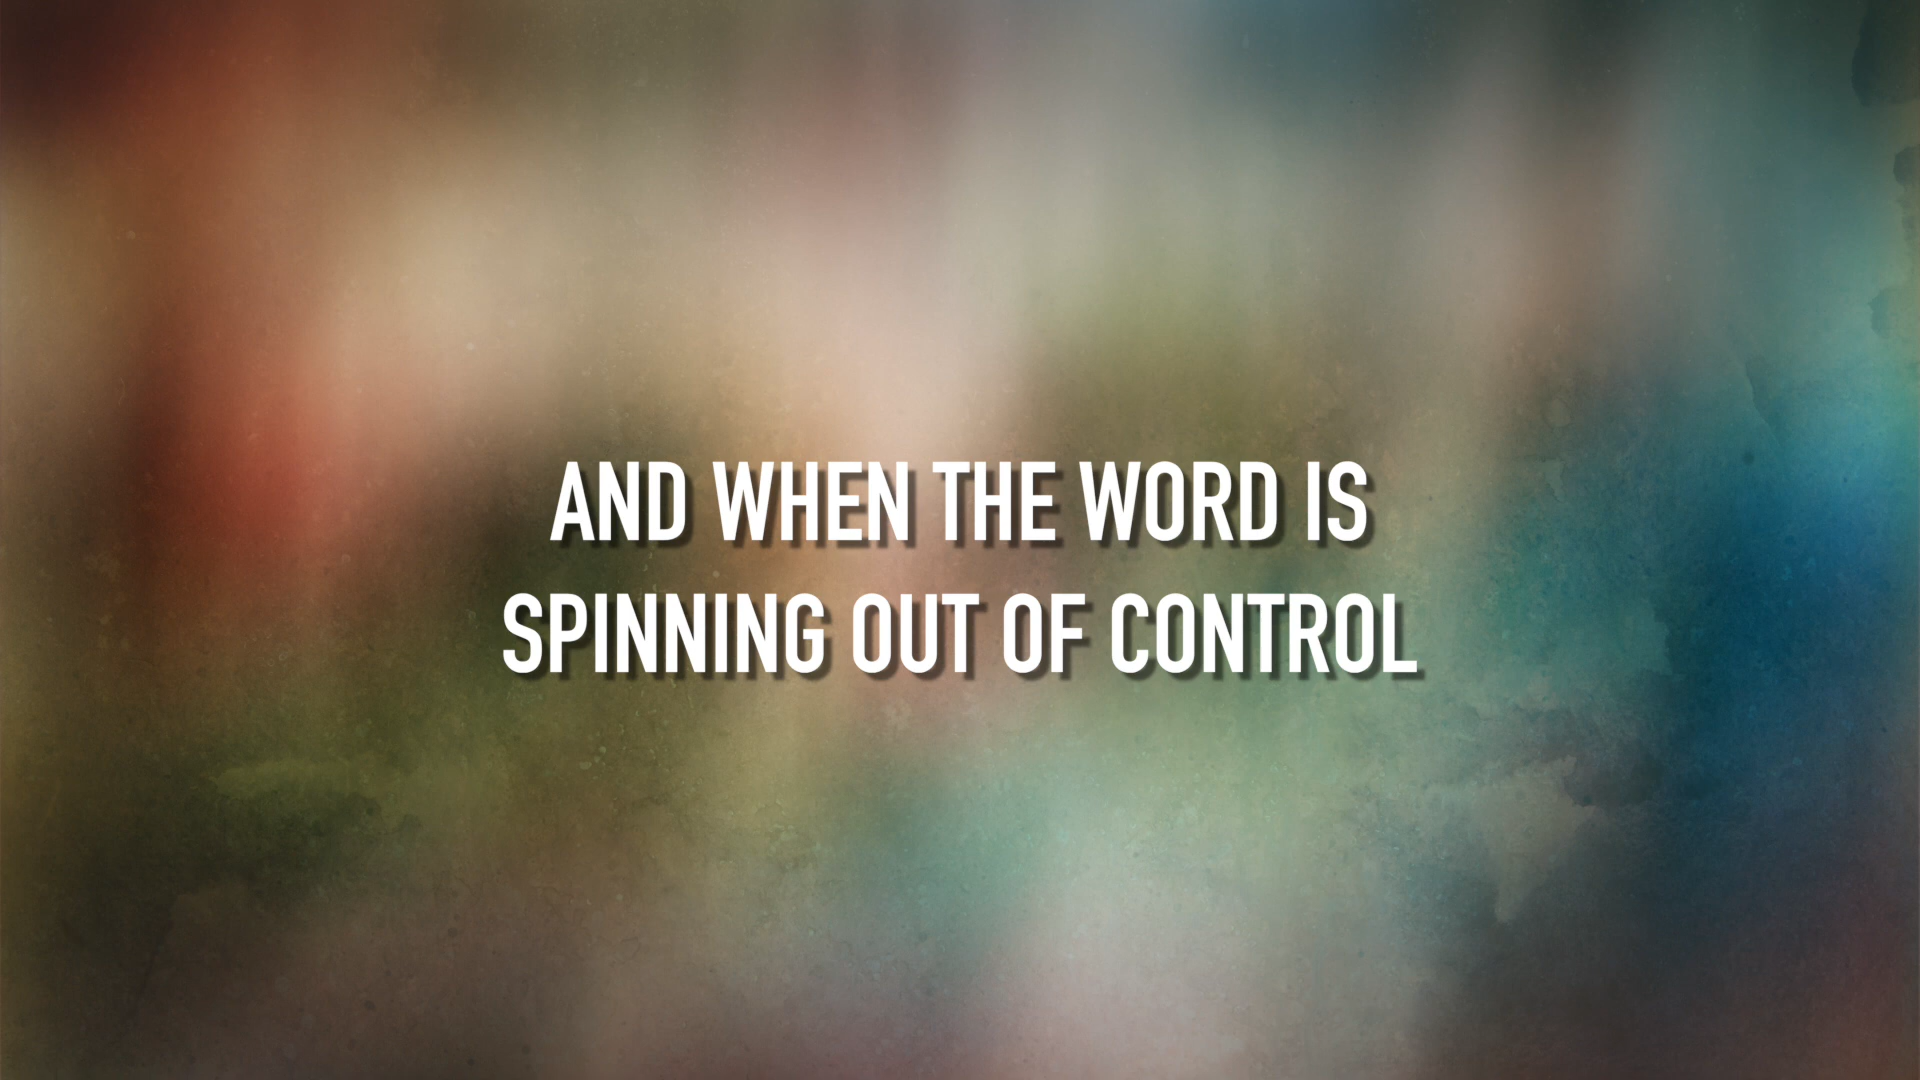 AND WHEN THE WORD IS
SPINNING OUT OF CONTROL